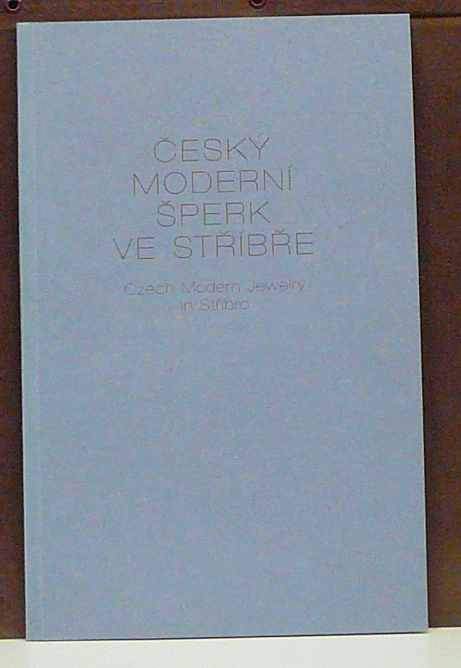 ČESKÝ
MODERNÍ
ŠPERK
VE STŘÍBŘE
Czech Modern Jewelry
in Stříbro